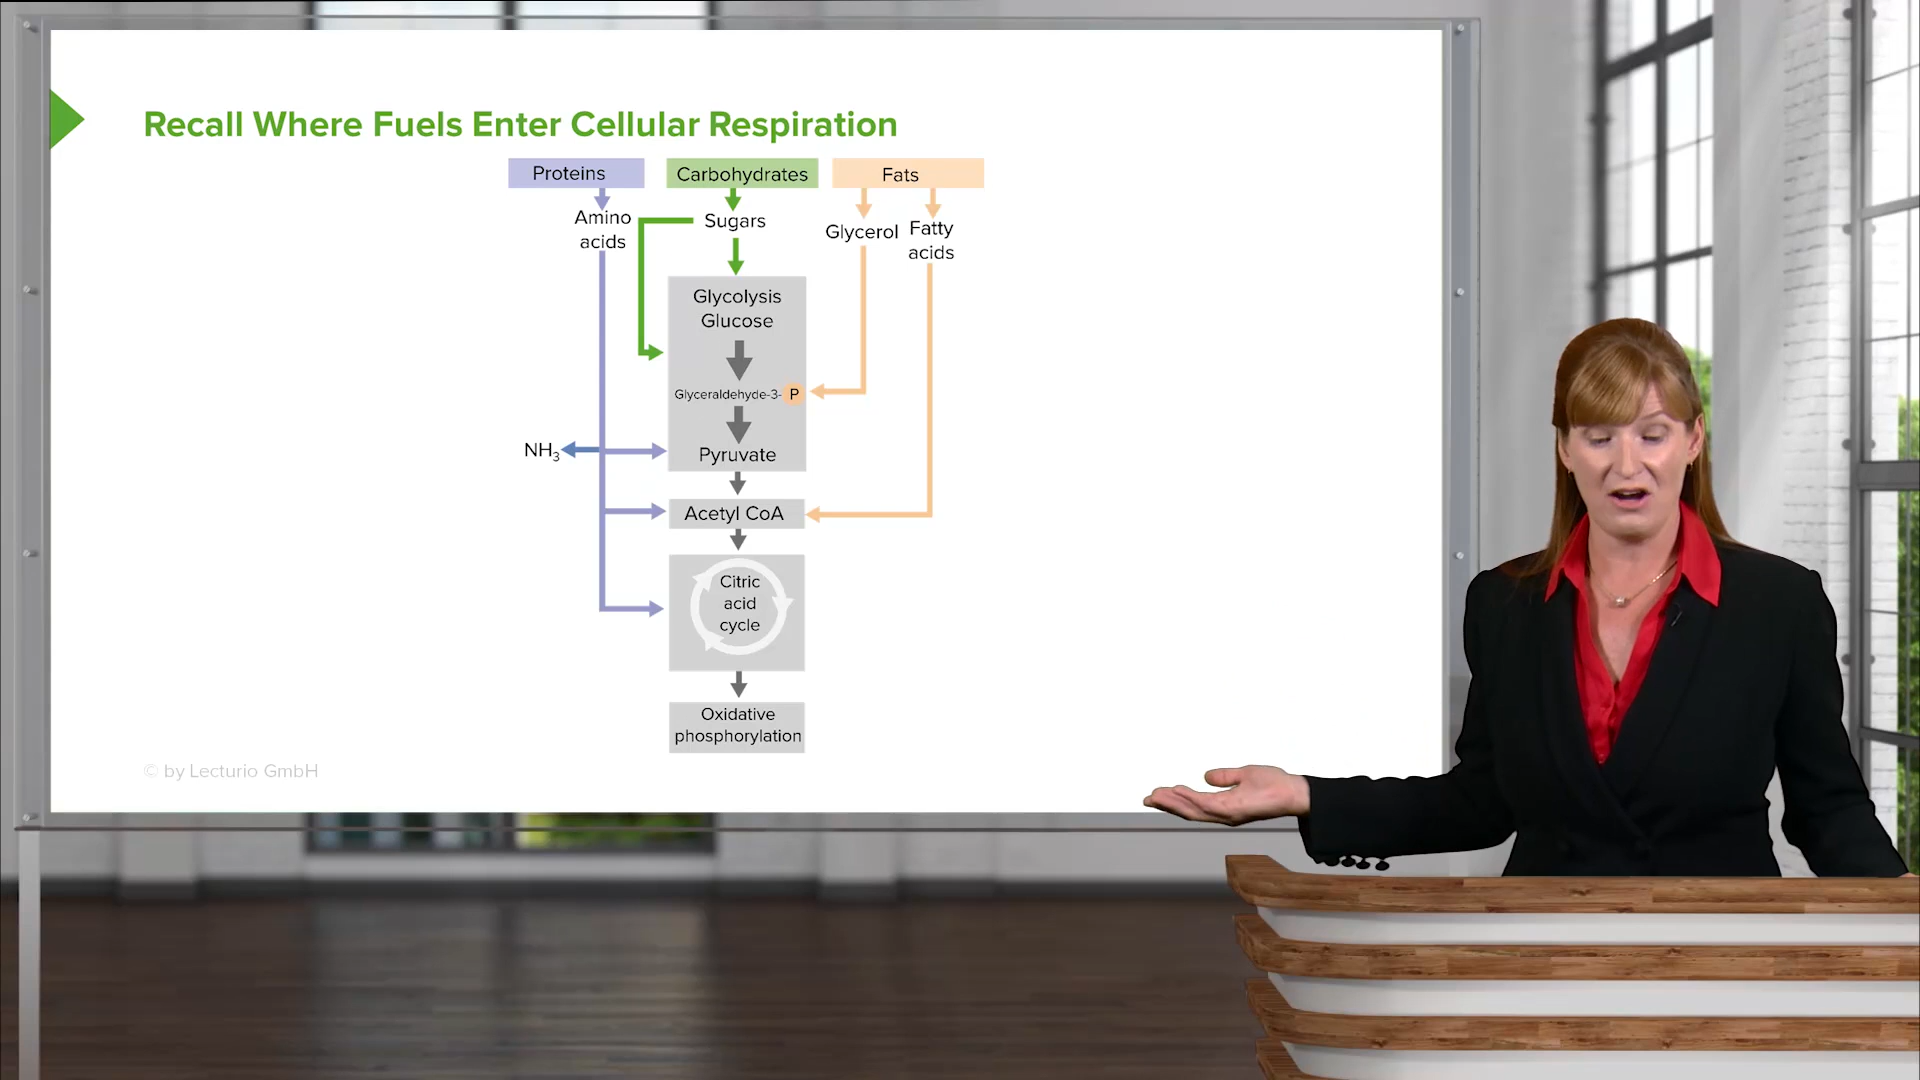 Recall Where Fuels Enter Cellular Respiration
Proteins
Carbohydrates
Fats
Amino
acids
Sugars
Glycerol
Fatty
acids
Glycolysis
Glucose
Glyceraldehyde-3- P
NH₃
Pyruvate
Acetyl CoA
Citric
acid
cycle
Oxidative
phosphorylation
© by Lecturio GmbH